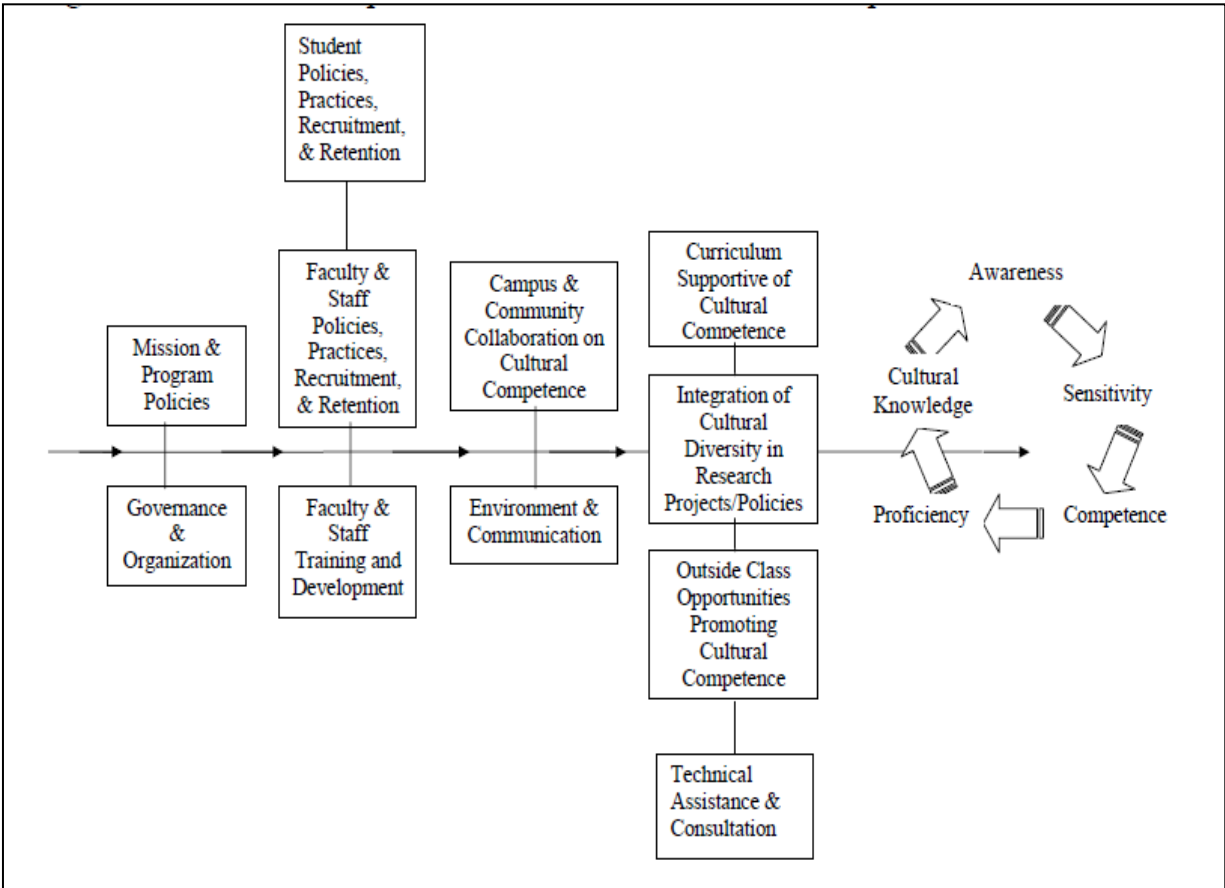 Student
Policies,
Practices,
Recruitment,
& Retention
Mission &
Program
Policies
Governance
&
Organization
Faculty &
Staff
Policies,
Practices,
Recruitment,
& Retention
Faculty &
Staff
Training and
Development
Campus &
Community
Collaboration on
Cultural
Competence
Environment &
Communication
Curriculum
Supportive of
Cultural
Competence
Integration of
Cultural
Diversity in
Research
Projects/Policies
Outside Class
Opportunities
Promoting
Cultural
Competence
Technical
Assistance &
Consultation
Awareness
Sensitivity
Competence
Proficiency
Cultural
Knowledge